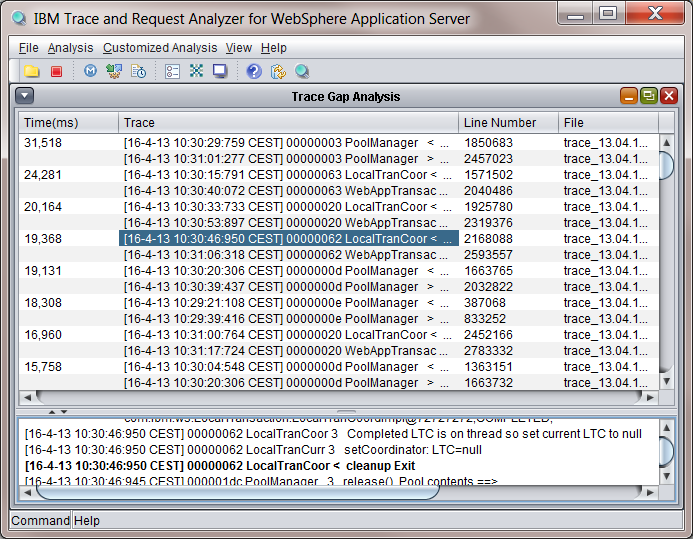 IBM Trace and Request Analyzer for WebSphere Application Server
File Analysis Customized Analysis View Help
Trace Gap Analysis
Time(ms) Trace Line Number File
31,518 [16-4-13 10:30:29:759 CEST] 00000003 PoolManager < ... 1850683 trace_13.04.1...
[16-4-13 10:31:01:277 CEST] 00000003 PoolManager > ... 2457023 trace_13.04.1...
24,281 [16-4-13 10:30:15:791 CEST] 00000063 LocalTranCoor < ... 1571502 trace_13.04.1...
[16-4-13 10:30:40:072 CEST] 00000063 WebAppTransac ... 2040486 trace_13.04.1...
20,164 [16-4-13 10:30:33:733 CEST] 00000020 LocalTranCoor < ... 1925780 trace_13.04.1...
[16-4-13 10:30:53:897 CEST] 00000020 WebAppTransac ... 2319376 trace_13.04.1...
19,368 [16-4-13 10:30:46:950 CEST] 00000062 LocalTranCoor < ... 2168088 trace_13.04.1...
[16-4-13 10:31:06:318 CEST] 00000062 WebAppTransac ... 2593557 trace_13.04.1...
19,131 [16-4-13 10:30:20:306 CEST] 0000000d PoolManager < ... 1663765 trace_13.04.1...
[16-4-13 10:30:39:437 CEST] 0000000d PoolManager > ... 2032822 trace_13.04.1...
18,308 [16-4-13 10:29:21:108 CEST] 0000000e PoolManager < ... 387068 trace_13.04.1...
[16-4-13 10:29:39:416 CEST] 0000000e PoolManager > ... 833252 trace_13.04.1...
16,960 [16-4-13 10:31:00:764 CEST] 00000020 LocalTranCoor < ... 2452166 trace_13.04.1...
[16-4-13 10:31:17:724 CEST] 00000020 WebAppTransac ... 2783332 trace_13.04.1...
15,758 [16-4-13 10:30:04:548 CEST] 0000000d PoolManager < ... 1363151 trace_13.04.1...
[16-4-13 10:30:20:306 CEST] 0000000d PoolManager > ... 1663732 trace_13.04.1...
com.ibm.ws.LocalTransaction.LocalTranCoordImpl@72727272;COMPLETED;
[16-4-13 10:30:46:950 CEST] 00000062 LocalTranCoor 3 Completed LTC is on thread so set current LTC to null
[16-4-13 10:30:46:950 CEST] 00000062 LocalTranCurr 3 setCoordinator: LTC=null
[16-4-13 10:30:46:950 CEST] 00000062 LocalTranCoor < cleanup Exit
[16-4-13 10:30:46:945 CEST] 000001dc PoolManager 3 release(), Pool contents ==>
Command Help